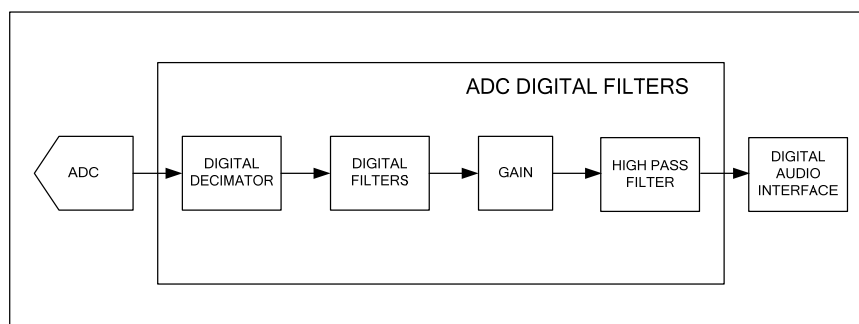 ADC DIGITAL FILTERS
ADC
DIGITAL
DECIMATOR
DIGITAL
FILTERS
GAIN
HIGH PASS
FILTER
DIGITAL
AUDIO
INTERFACE